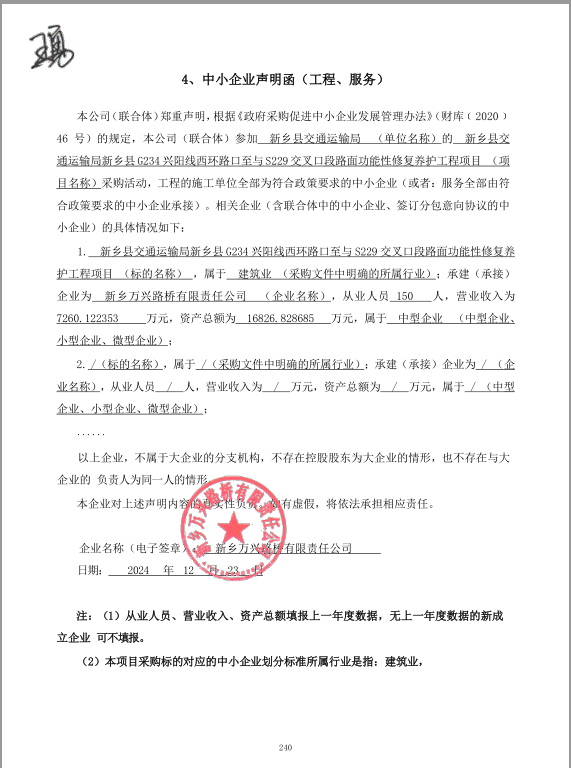 4、中小企业声明函（工程、服务）
本公司（联合体）郑重声明，根据《政府采购促进中小企业发展管理办法》（财库﹝2020﹞
46 号）的规定，本公司（联合体）参加 新乡县交通运输局 （单位名称）的 新乡县交
通运输局新乡县 G234 兴阳线西环路口至与 S229 交叉口段路面功能性修复养护工程项目 （项
目名称）采购活动，工程的施工单位全部为符合政策要求的中小企业（或者：服务全部由符
合政策要求的中小企业承接）。相关企业（含联合体中的中小企业、签订分包意向协议的中
小企业）的具体情况如下：
1. 新乡县交通运输局新乡县 G234 兴阳线西环路口至与 S229 交叉口段路面功能性修复养
护工程项目 （标的名称） ，属于 建筑业 （采购文件中明确的所属行业）；承建（承接）
企业为 新乡万兴路桥有限责任公司 （企业名称），从业人员 150 人，营业收入为
7260.122353 万元，资产总额为 16826.828685 万元，属于 中型企业 （中型企业、
小型企业、微型企业）；
2. /（标的名称），属于 /（采购文件中明确的所属行业）；承建（承接）企业为 / （企
业名称），从业人员 / 人，营业收入为 / 万元，资产总额为 / 万元，属于 / （中型
企业、小型企业、微型企业）；
......
以上企业，不属于大企业的分支机构，不存在控股股东为大企业的情形，也不存在与大
企业的 负责人为同一人的情形。
本企业对上述声明内容的真实性负责。如有虚假，将依法承担相应责任。
新乡万兴路桥有限责任公司
企业名称（电子签章）： 新乡万兴路桥有限责任公司
日期： 2024 年 12 月 23 日
注：（1）从业人员、营业收入、资产总额填报上一年度数据，无上一年度数据的新成
立企业 可不填报。
（2）本项目采购标的对应的中小企业划分标准所属行业是指：建筑业，
240